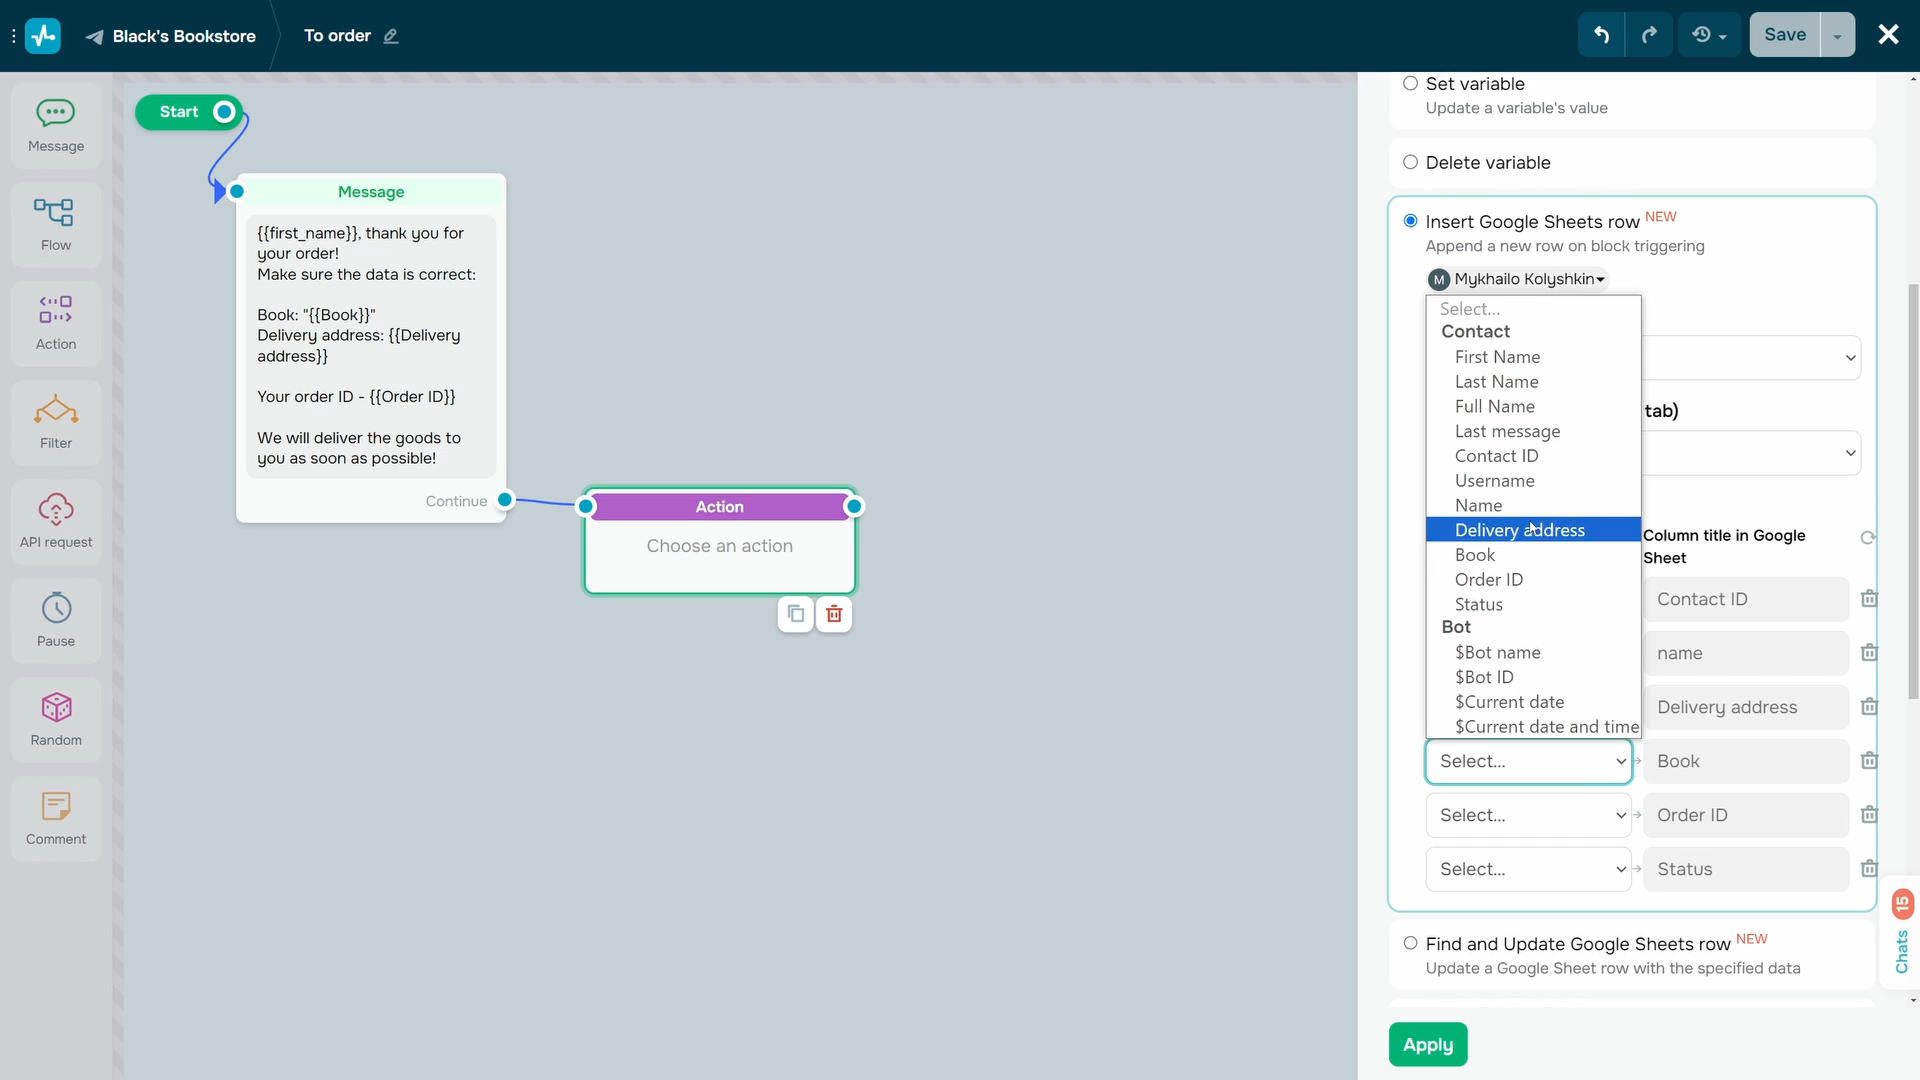 Black's Bookstore
To order
Save
Message
Flow
Action
Filter
API request
Pause
Random
Comment
Start
Message
{{first_name}}, thank you for
your order!
Make sure the data is correct:
Book: "{{Book}}"
Delivery address: {{Delivery
address}}
Your order ID - {{Order ID}}
We will deliver the goods to
you as soon as possible!
Continue
Action
Choose an action
Set variable
Update a variable's value
Delete variable
Insert Google Sheets row NEW
Append a new row on block triggering
M Mykhailo Kolyshkin
Select...
Contact
First Name
Last Name
Full Name
Last message
Contact ID
Username
Name
Delivery address
Book
Order ID
Status
Bot
$Bot name
$Bot ID
$Current date
$Current date and time
tab)
Column title in Google
Sheet
Contact ID
name
Delivery address
Select... Book
Select... Order ID
Select... Status
Find and Update Google Sheets row NEW
Update a Google Sheet row with the specified data
Apply
Chats 15